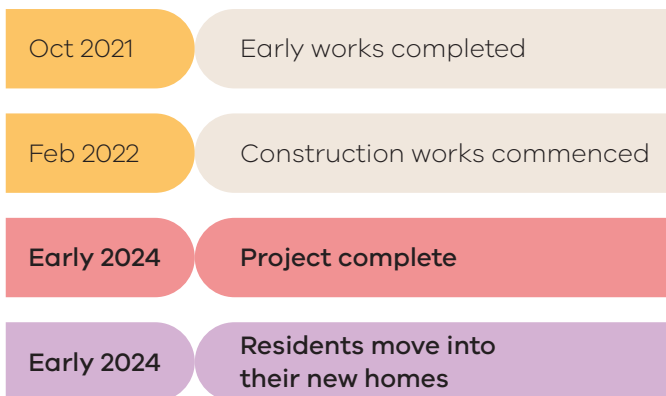 Oct 2021
Early works completed
Feb 2022
Construction works commenced
Early 2024
Project complete
Early 2024
Residents move into
their new homes